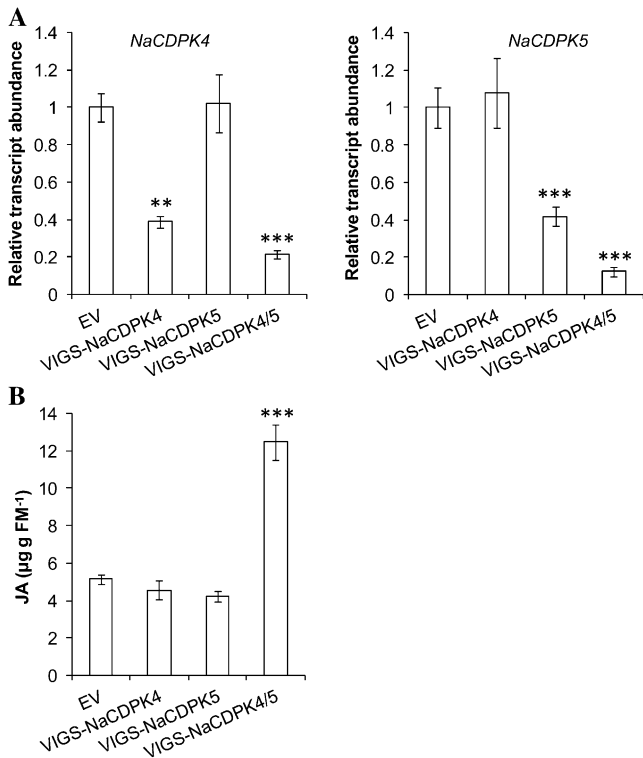 A
NaCDPK4
Relative transcript abundance
1.4
1.2
1
0.8
0.6
0.4
0.2
0
**
***
EV
VIGS-NaCDPK4
VIGS-NaCDPK5
VIGS-NaCDPK4/5
NaCDPK5
Relative transcript abundance
1.4
1.2
1
0.8
0.6
0.4
0.2
0
***
***
EV
VIGS-NaCDPK4
VIGS-NaCDPK5
VIGS-NaCDPK4/5
B
JA (µg g FM⁻¹)
14
12
10
8
6
4
2
0
***
EV
VIGS-NaCDPK4
VIGS-NaCDPK5
VIGS-NaCDPK4/5